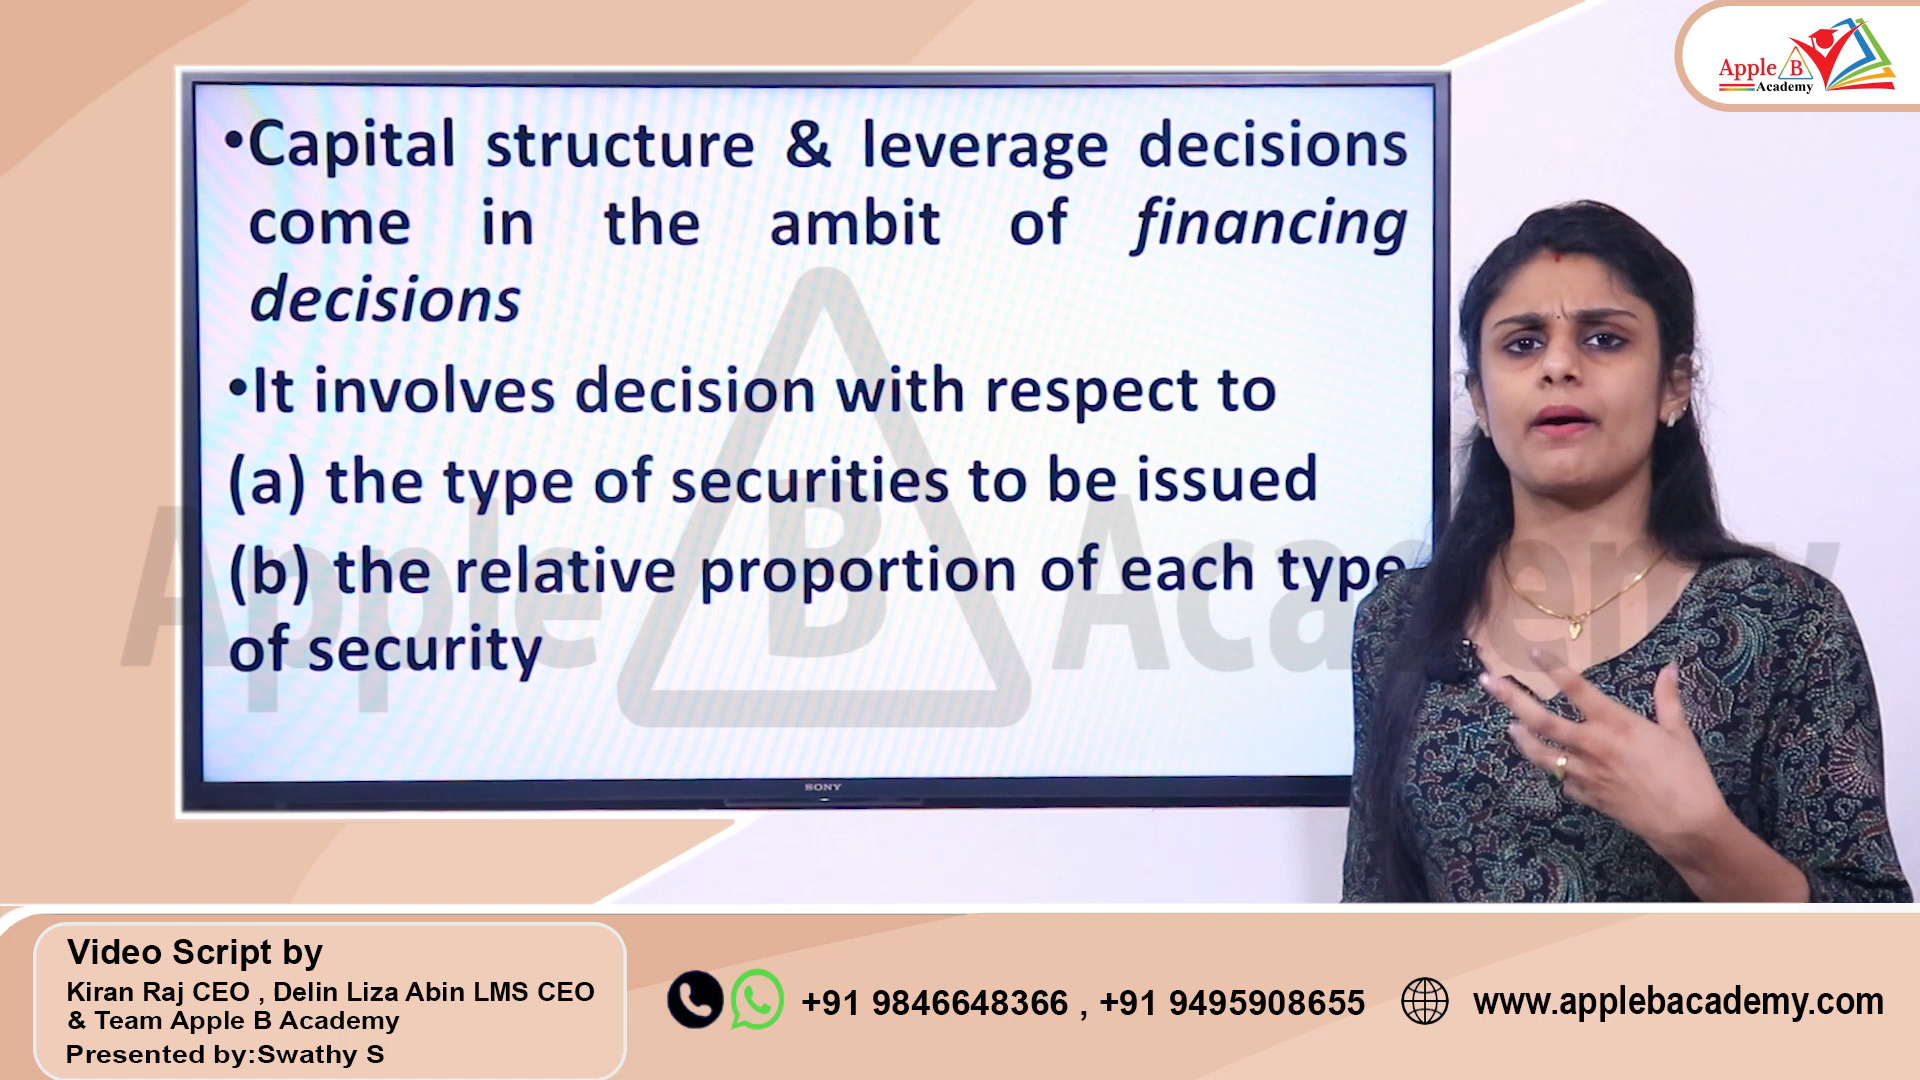 Apple B
Academy
•Capital structure & leverage decisions
come in the ambit of financing
decisions
•It involves decision with respect to
(a) the type of securities to be issued
(b) the relative proportion of each type
of security
Apple B Academy
SONY
Video Script by
Kiran Raj CEO , Delin Liza Abin LMS CEO
& Team Apple B Academy
Presented by:Swathy S
+91 9846648366 , +91 9495908655
www.applebacademy.com